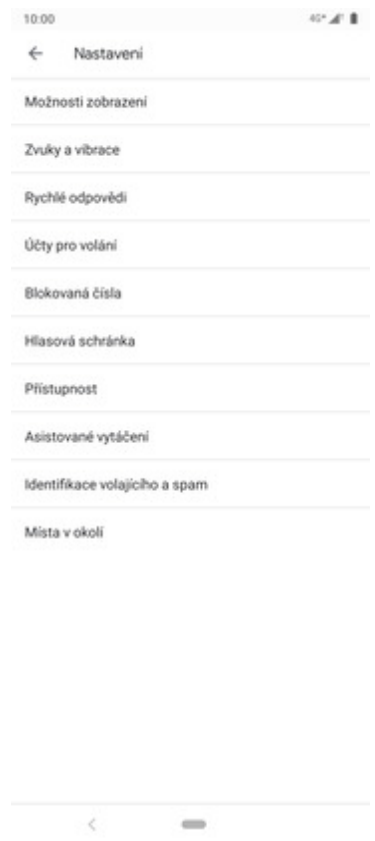 10:00 4G+
Nastavení
Možnosti zobrazení
Zvuky a vibrace
Rychlé odpovědi
Účty pro volání
Blokovaná čísla
Hlasová schránka
Přístupnost
Asistované vytáčení
Identifikace volajícího a spam
Místa v okolí